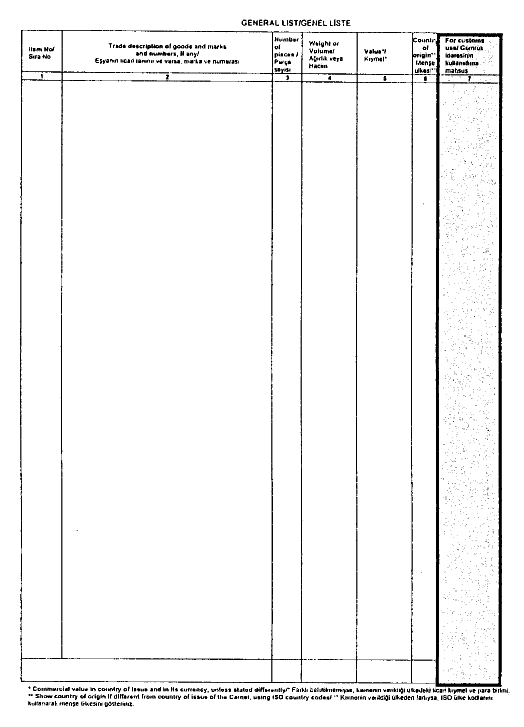 GENERAL LIST/GENEL LİSTE
Item No/
Sıra No
Trade description of goods and marks
and numbers, if any/
Eşyanın ticari tanımı ve varsa, marka ve numarası
Number
of
pieces /
Parça
sayısı
Weight or
Volume/
Ağırlık veya
Hacim
Value*/
Kıymet*
Country
of
origin**
Menşe
ülkesi**
For customs
use/ Gümrük
idaresinin
kullanımına
mahsus
1 2 3 4 5 6 7
* Commercial value in country of issue and in its currency, unless stated differently/* Farklı belirtilmemişse, karnenin verildiği ülkedeki ticari kıymet ve para birimi.
** Show country of origin if different from country of issue of the Carnet, using ISO country codes/ ** Karnenin verildiği ülkeden farklıysa, ISO ülke kodlarını
kullanarak menşe ülkesini gösteriniz.